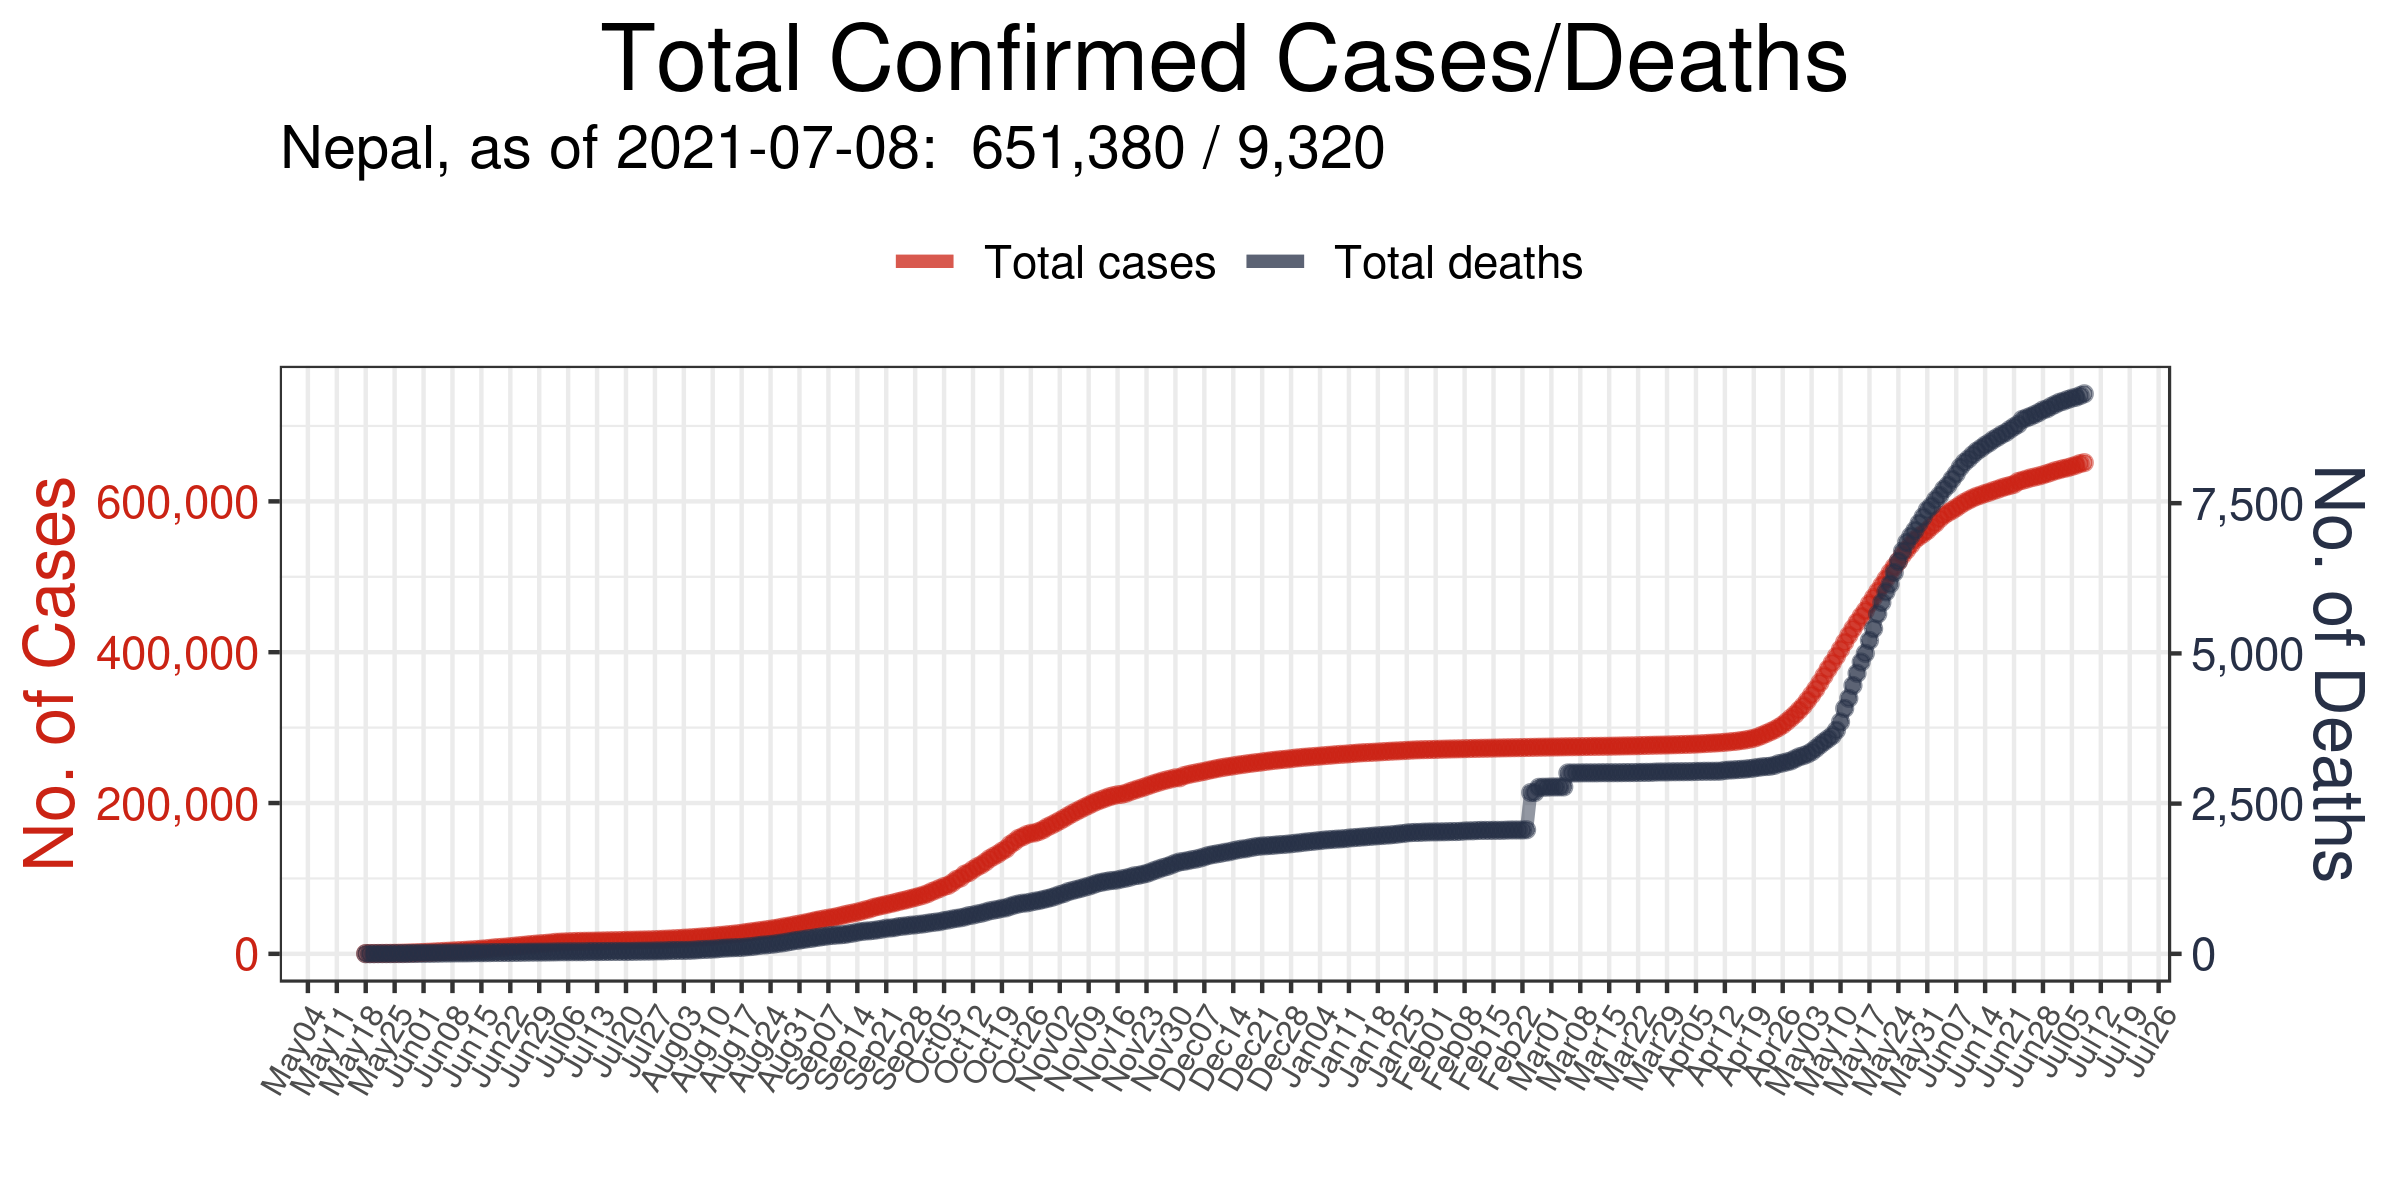 Total Confirmed Cases/Deaths
Nepal, as of 2021-07-08:  651,380 / 9,320
Total cases
Total deaths
No. of Cases
600,000
400,000
200,000
0
7,500
5,000
2,500
0
No. of Deaths
May04
May11
May18
May25
Jun01
Jun08
Jun15
Jun22
Jun29
Jul06
Jul13
Jul20
Jul27
Aug03
Aug10
Aug17
Aug24
Aug31
Sep07
Sep14
Sep21
Sep28
Oct05
Oct12
Oct19
Oct26
Nov02
Nov09
Nov16
Nov23
Nov30
Dec07
Dec14
Dec21
Dec28
Jan04
Jan11
Jan18
Jan25
Feb01
Feb08
Feb15
Feb22
Mar01
Mar08
Mar15
Mar22
Mar29
Apr05
Apr12
Apr19
Apr26
May03
May10
May17
May24
May31
Jun07
Jun14
Jun21
Jun28
Jul05
Jul12
Jul19
Jul26